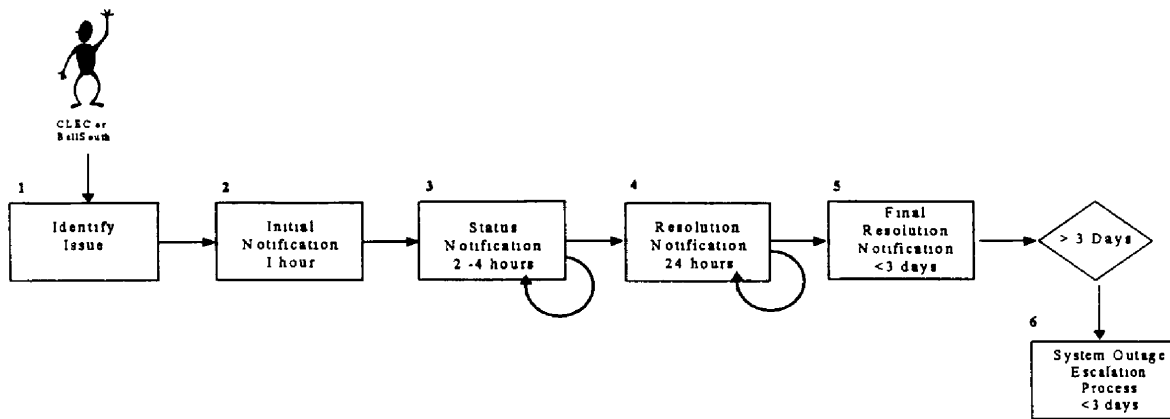 CLEC or
BellSouth
1
Identify
Issue
2
Initial
Notification
1 hour
3
Status
Notification
2 -4 hours
4
Resolution
Notification
24 hours
5
Final
Resolution
Notification
<3 days
> 3 Days
6
System Outage
Escalation
Process
<3 days